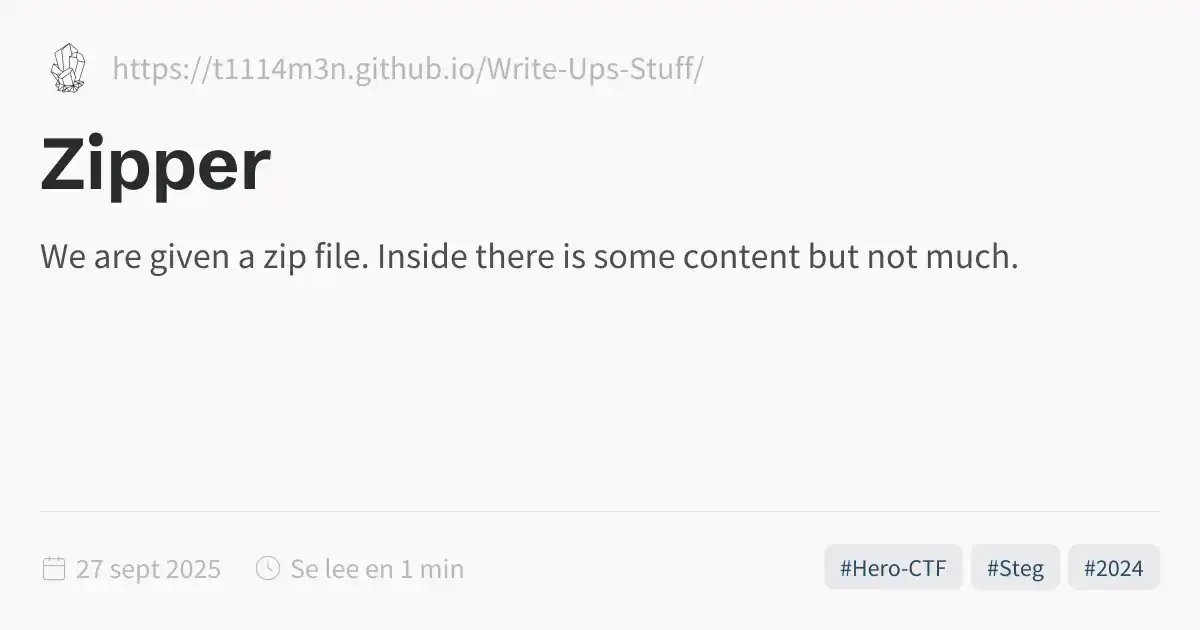 https://t1114m3n.github.io/Write-Ups-Stuff/
Zipper
We are given a zip file. Inside there is some content but not much.
27 sept 2025 Se lee en 1 min #Hero-CTF #Steg #2024